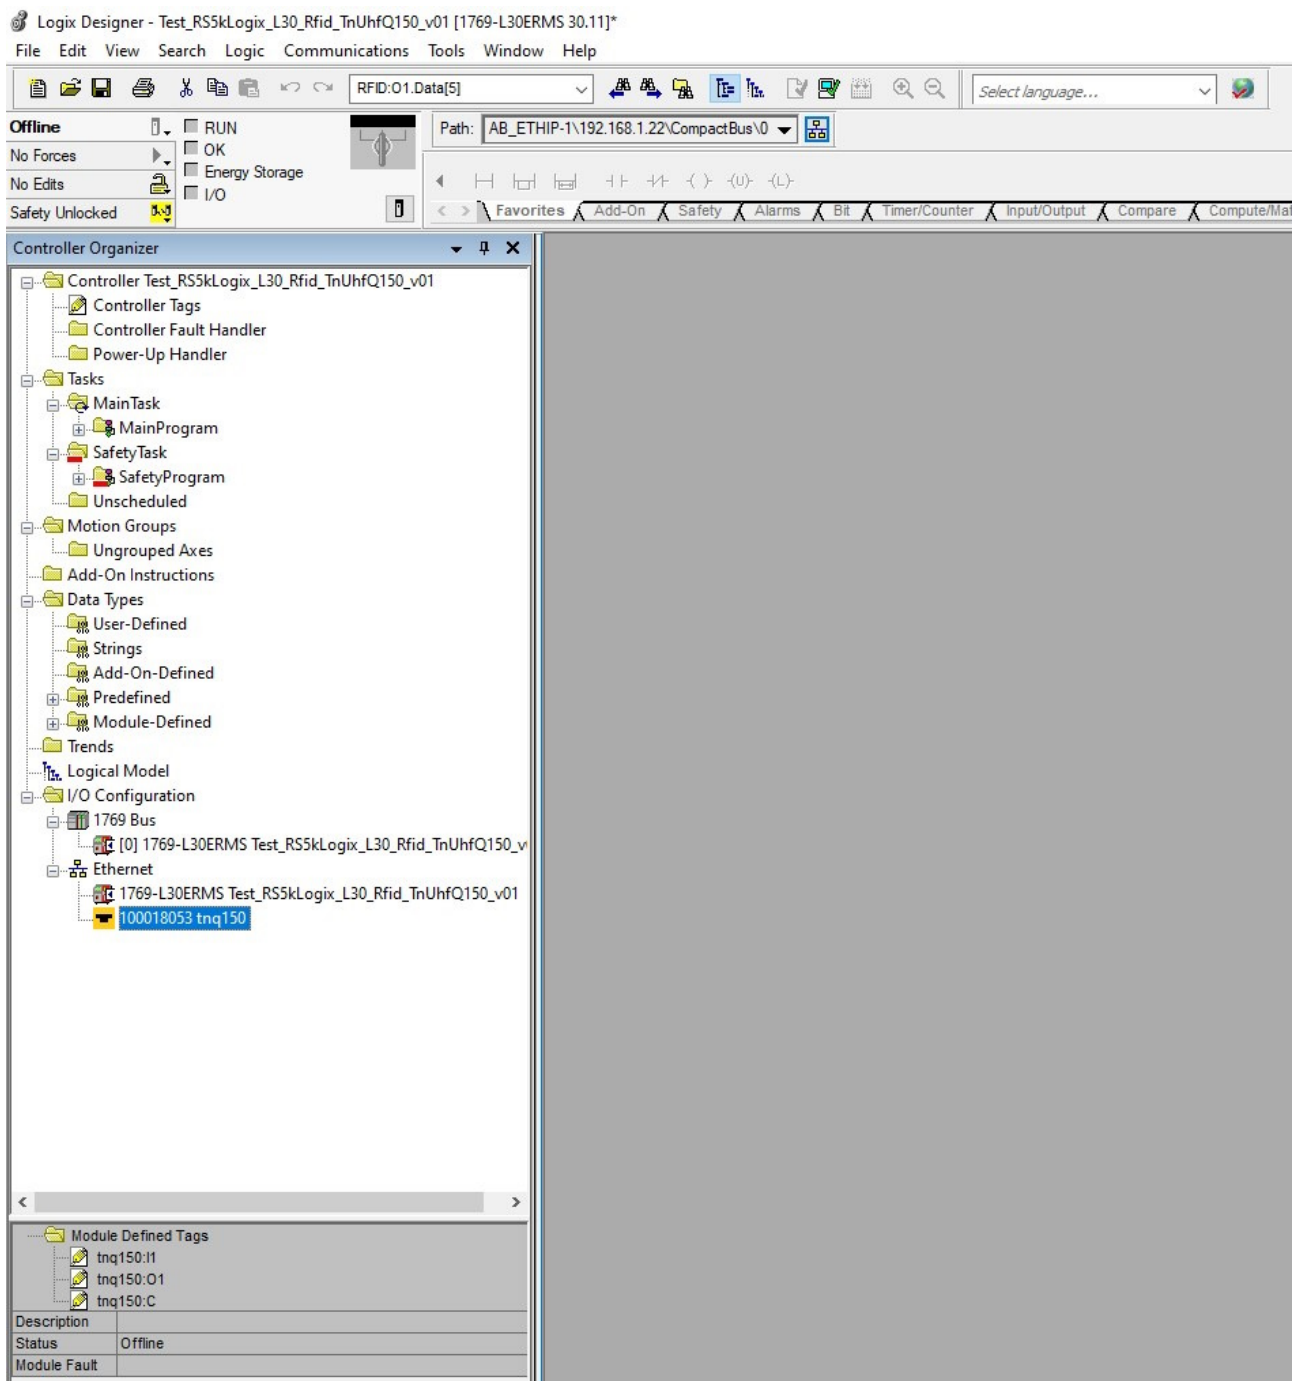 Logix Designer - Test_RS5kLogix_L30_Rfid_TnUhfQ150_v01 [1769-L30ERMS 30.11]*
File Edit View Search Logic Communications Tools Window Help
RFID:O1.Data[5]
Select language...
Offline
RUN
Path: AB_ETHIP-1\192.168.1.22\CompactBus\0
No Forces
OK
Energy Storage
No Edits
I/O
Safety Unlocked
Favorites Add-On Safety Alarms Bit Timer/Counter Input/Output Compare Compute/Mat
Controller Organizer
Controller Test_RS5kLogix_L30_Rfid_TnUhfQ150_v01
Controller Tags
Controller Fault Handler
Power-Up Handler
Tasks
MainTask
MainProgram
SafetyTask
SafetyProgram
Unscheduled
Motion Groups
Ungrouped Axes
Add-On Instructions
Data Types
User-Defined
Strings
Add-On-Defined
Predefined
Module-Defined
Trends
Logical Model
I/O Configuration
1769 Bus
[0] 1769-L30ERMS Test_RS5kLogix_L30_Rfid_TnUhfQ150_v
Ethernet
1769-L30ERMS Test_RS5kLogix_L30_Rfid_TnUhfQ150_v01
100018053 tnq150
Module Defined Tags
tnq150:I1
tnq150:O1
tnq150:C
Description
Status Offline
Module Fault